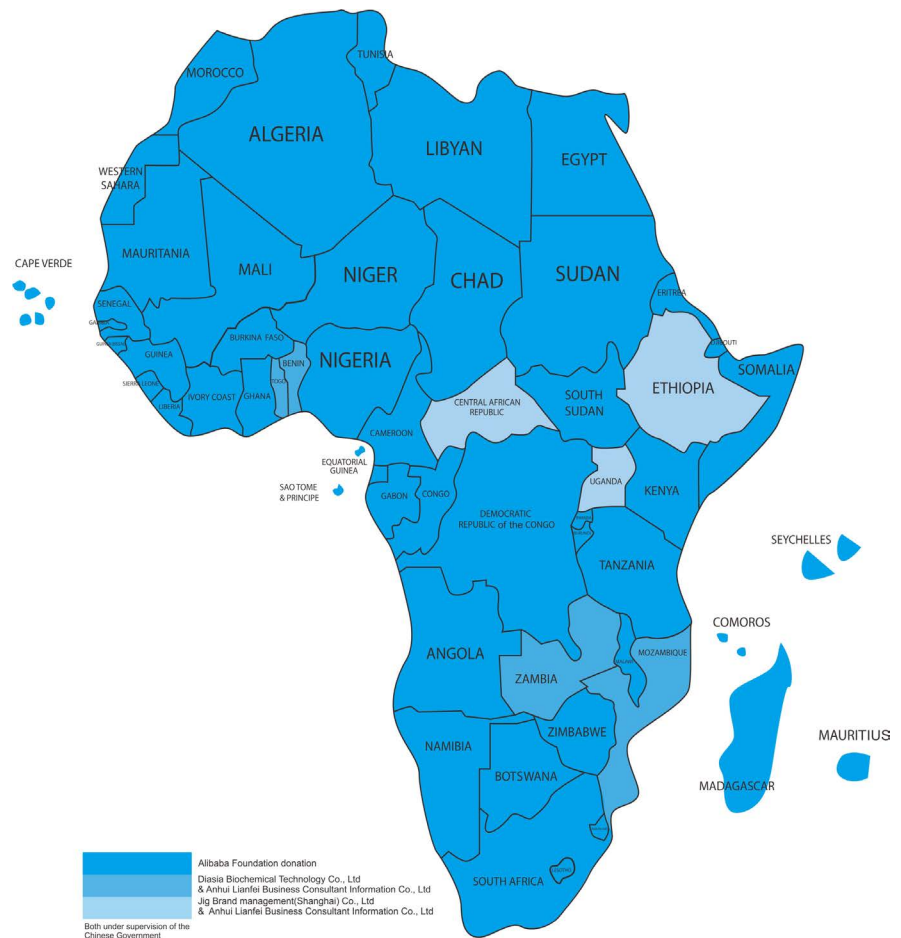 TUNISIA
MOROCCO
ALGERIA
LIBYAN
EGYPT
WESTERN
SAHARA
MAURITANIA
MALI
NIGER
CHAD
SUDAN
CAPE VERDE
SENEGAL
ERITREA
BURKINA FASO
GUINEA
BENIN
NIGERIA
TOGO
DJIBOUTI
SOMALIA
ETHIOPIA
SIERRA LEONE
IVORY COAST
GHANA
LIBERIA
CENTRAL AFRICAN
REPUBLIC
SOUTH
SUDAN
CAMEROON
EQUATORIAL
GUINEA
SAO TOME
& PRINCIPE
GABON
CONGO
UGANDA
KENYA
DEMOCRATIC
REPUBLIC of the CONGO
SEYCHELLES
TANZANIA
COMOROS
ANGOLA
ZAMBIA
MALAWI
MOZAMBIQUE
ZIMBABWE
NAMIBIA
BOTSWANA
MAURITIUS
MADAGASCAR
SOUTH AFRICA
LESOTHO
Alibaba Foundation donation
Diasia Biochemical Technology Co., Ltd
& Anhui Lianfei Business Consultant Information Co., Ltd
Jig Brand management(Shanghai) Co., Ltd
& Anhui Lianfei Business Consultant Information Co., Ltd
Both under supervision of the
Chinese Government